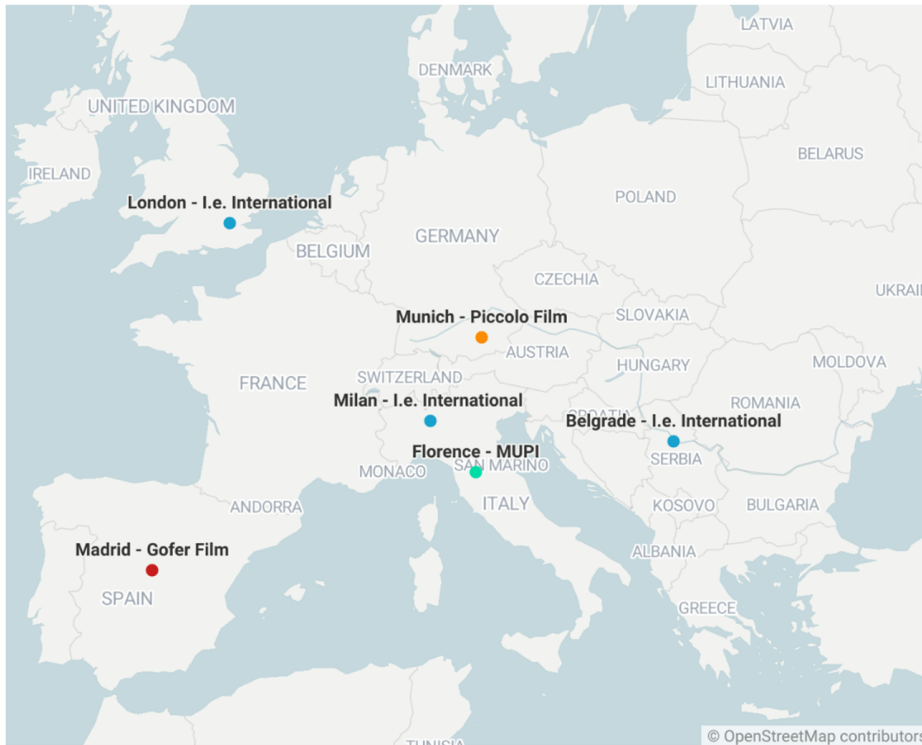 LATVIA
DENMARK
LITHUANIA
UNITED KINGDOM
BELARUS
IRELAND
POLAND
London - I.e. International
GERMANY
BELGIUM
CZECHIA
UKRAI
Munich - Piccolo Film
SLOVAKIA
AUSTRIA
HUNGARY
MOLDOVA
SWITZERLAND
FRANCE
Milan - I.e. International
ROMANIA
CROATIA
Belgrade - I.e. International
Florence - MUPI
SERBIA
SAN MARINO
MONACO
ITALY
ANDORRA
KOSOVO
BULGARIA
Madrid - Gofer Film
ALBANIA
SPAIN
GREECE
TUNISIA
© OpenStreetMap contributors